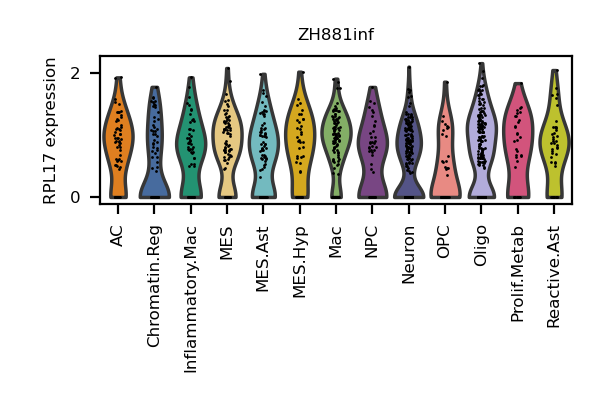 ZH881inf
RPL17 expression
2
0
AC
Chromatin.Reg
Inflammatory.Mac
MES
MES.Ast
MES.Hyp
Mac
NPC
Neuron
OPC
Oligo
Prolif.Metab
Reactive.Ast